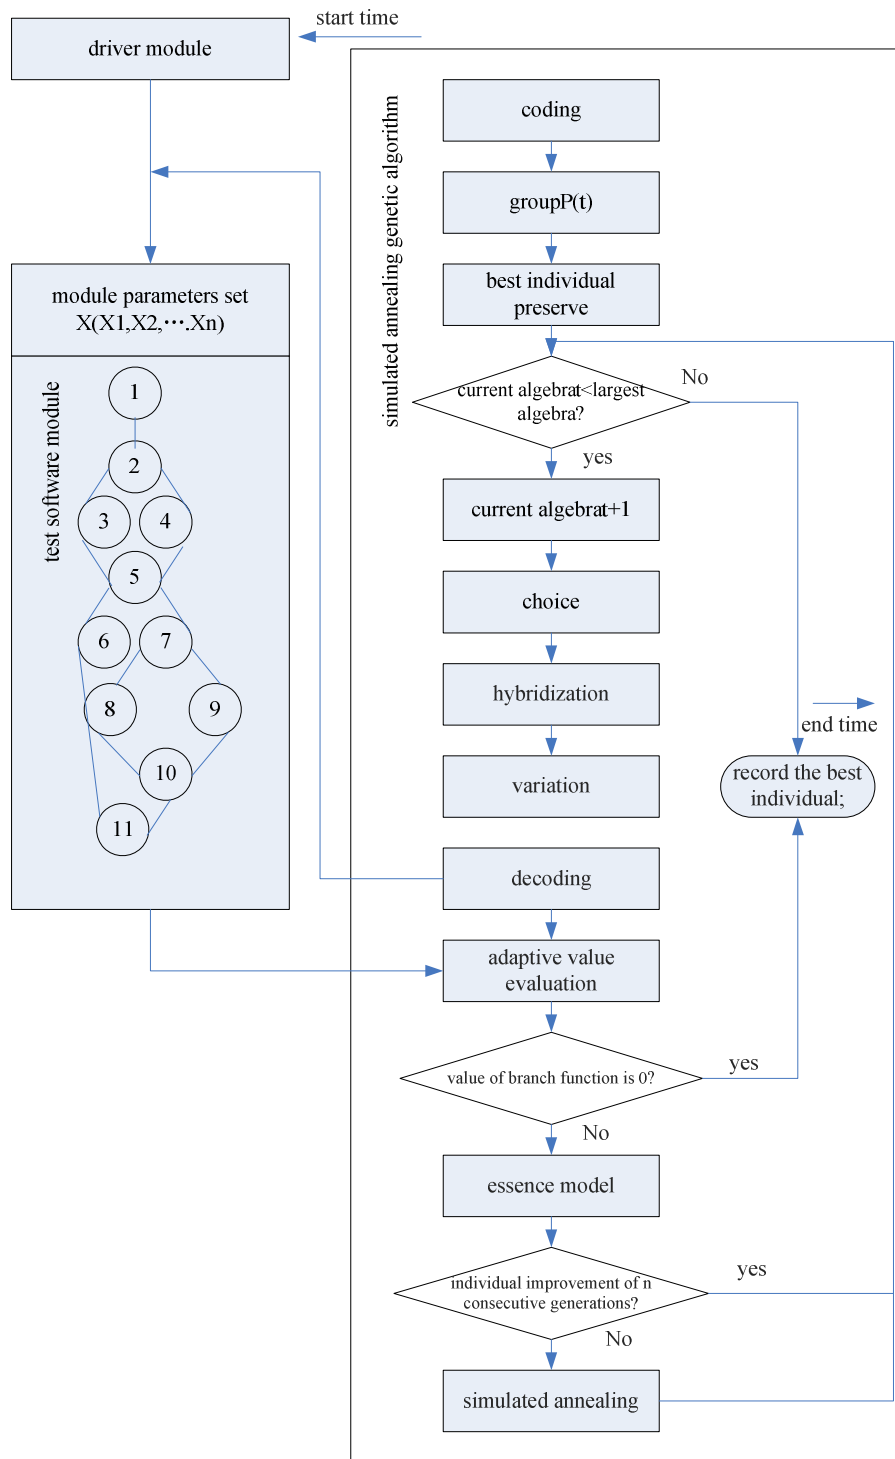 start time
driver module
module parameters set
X(X1,X2,⋯.Xn)
test software module
1
2
3
4
5
6
7
8
9
10
11
simulated annealing genetic algorithm
coding
groupP(t)
best individual
preserve
current algebrat<largest
algebra?
No
yes
current algebrat+1
choice
hybridization
variation
end time
record the best
individual;
decoding
adaptive value
evaluation
value of branch function is 0?
yes
No
essence model
individual improvement of n
consecutive generations?
yes
No
simulated annealing